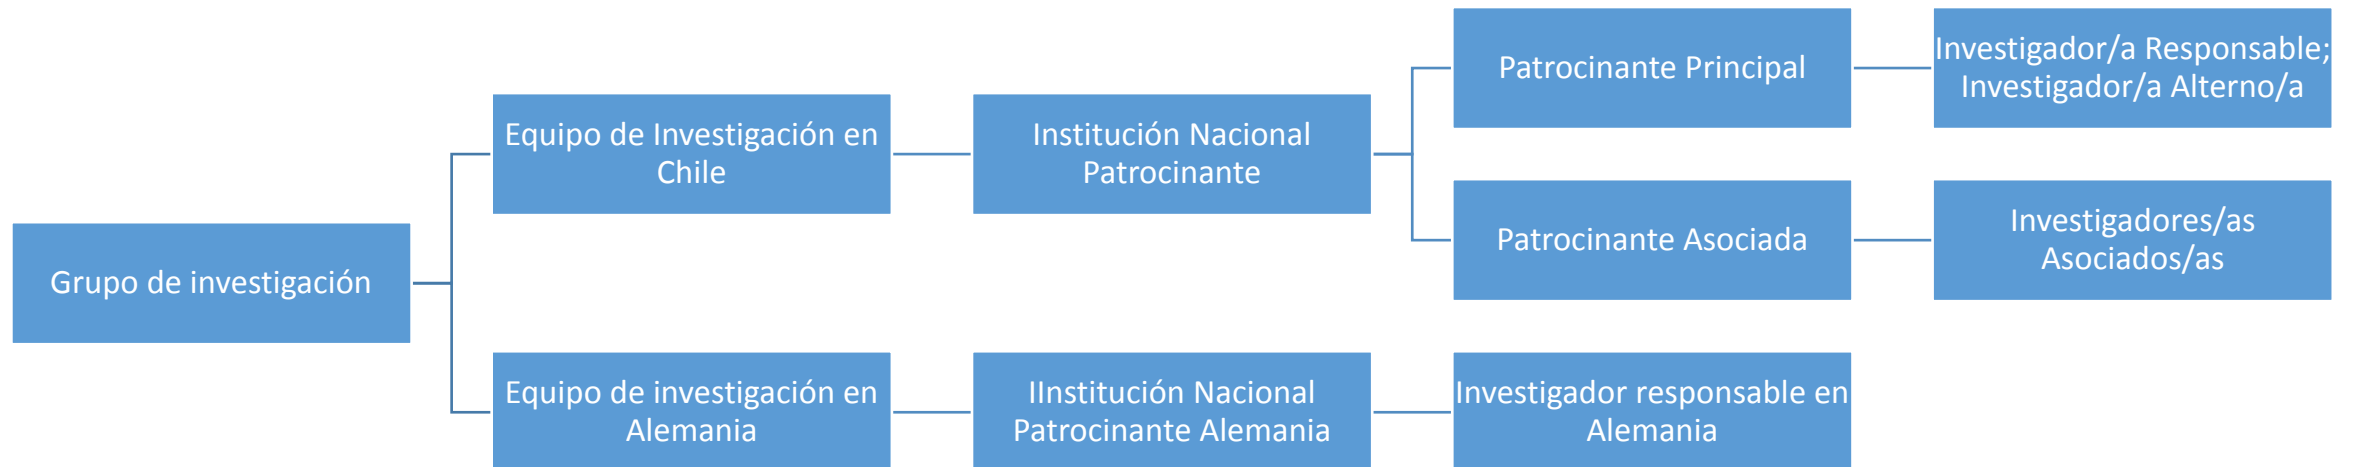 Grupo de investigación
Equipo de Investigación en
Chile
Institución Nacional
Patrocinante
Patrocinante Principal
Investigador/a Responsable;
Investigador/a Alterno/a
Patrocinante Asociada
Investigadores/as
Asociados/as
Equipo de investigación en
Alemania
IInstitución Nacional
Patrocinante Alemania
Investigador responsable en
Alemania